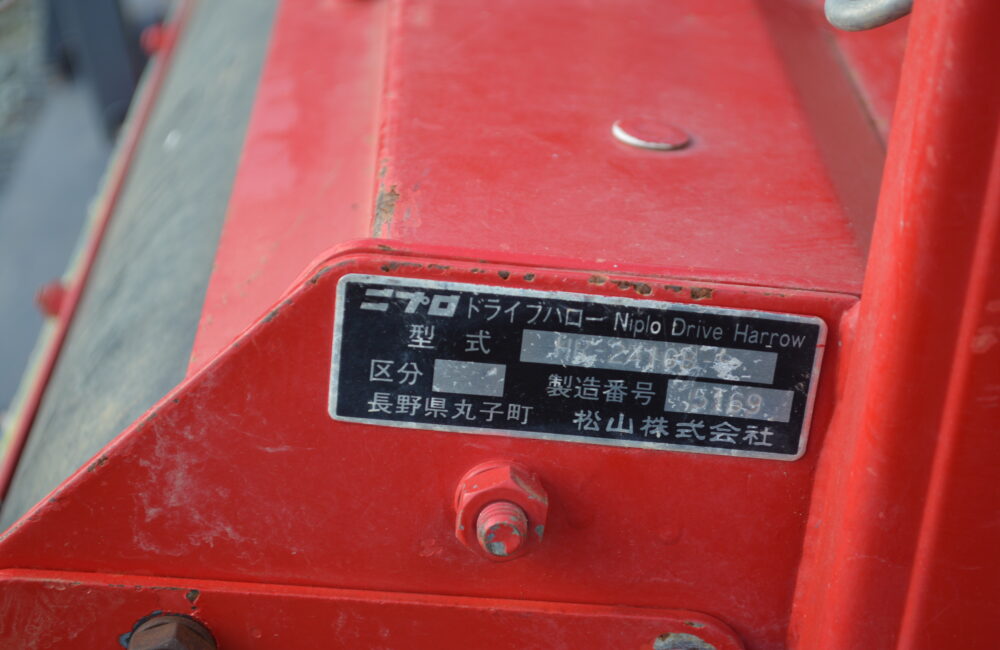 ニプロ ドライブハロー Niplo Drive Harrow
型式
区分 製造番号 5169
長野県丸子町 松山株式会社